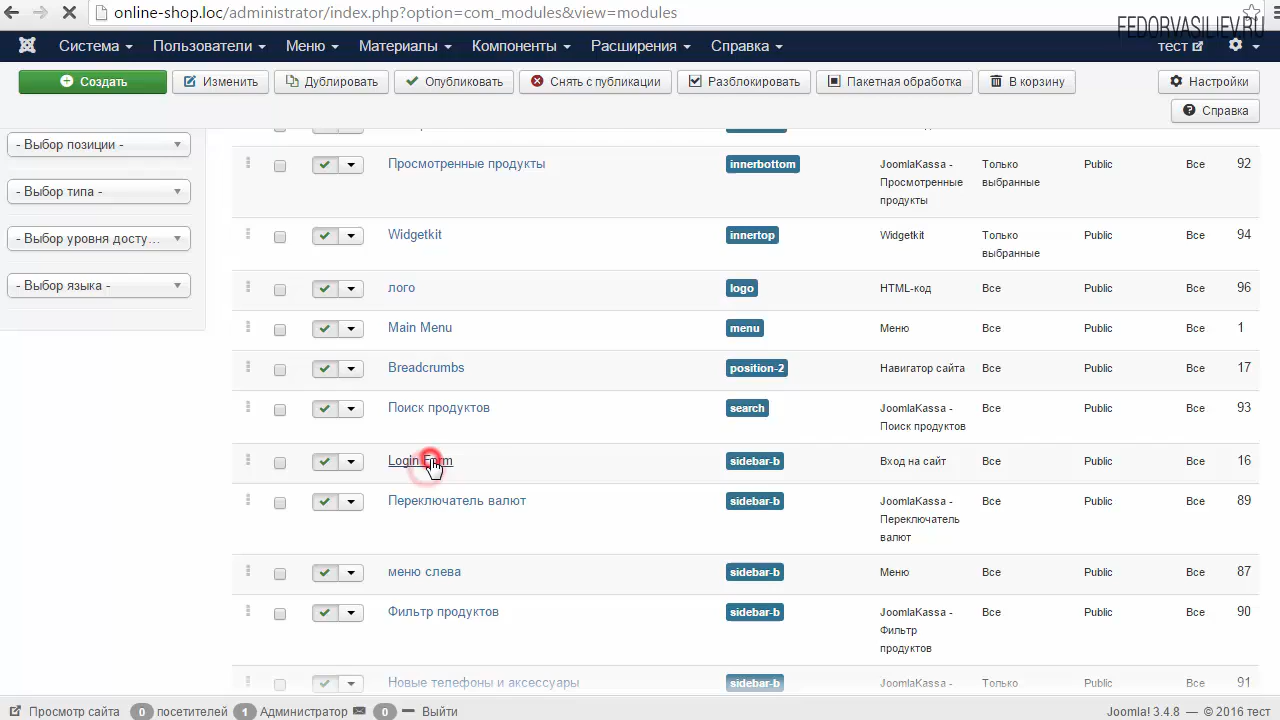 online-shop.loc/administrator/index.php?option=com_modules&view=modules
FEDORVASILIEV.RU
Система Пользователи Меню Материалы Компоненты Расширения Справка тест
Создать Изменить Дублировать Опубликовать Снять с публикации Разблокировать Пакетная обработка В корзину Настройки
Справка
- Выбор позиции -
- Выбор типа -
- Выбор уровня досту...
- Выбор языка -
Просмотренные продукты innerbottom JoomlaKassa - Только Public Все 92
Просмотренные выбранные
продукты
Widgetkit innertop Widgetkit Только Public Все 94
выбранные
лого logo HTML-код Все Public Все 96
Main Menu menu Меню Все Public Все 1
Breadcrumbs position-2 Навигатор сайта Все Public Все 17
Поиск продуктов search JoomlaKassa - Все Public Все 93
Поиск продуктов
Login Form sidebar-b Вход на сайт Все Public Все 16
Переключатель валют sidebar-b JoomlaKassa - Все Public Все 89
Переключатель
валют
меню слева sidebar-b Меню Все Public Все 87
Фильтр продуктов sidebar-b JoomlaKassa - Все Public Все 90
Фильтр
продуктов
Новые телефоны и аксессуары sidebar-b JoomlaKassa - Только Public Все 91
Просмотр сайта 0 посетителей 1 Администратор 0 Выйти Joomla! 3.4.8 — © 2016 тест